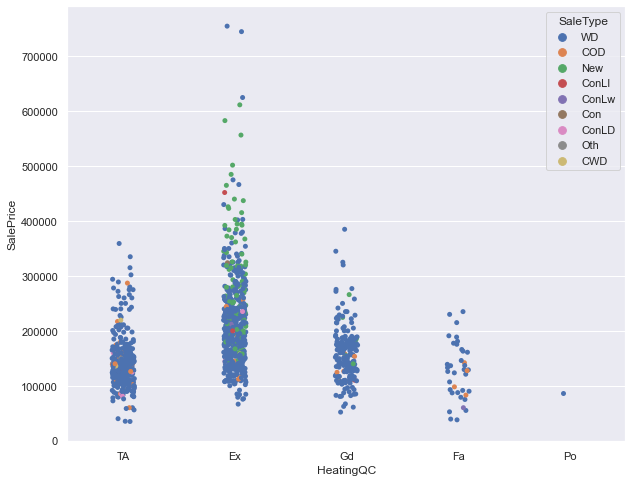 SaleType
WD
COD
New
ConLI
ConLw
Con
ConLD
Oth
CWD
700000
600000
500000
400000
300000
200000
100000
0
SalePrice
TA Ex Gd Fa Po
HeatingQC